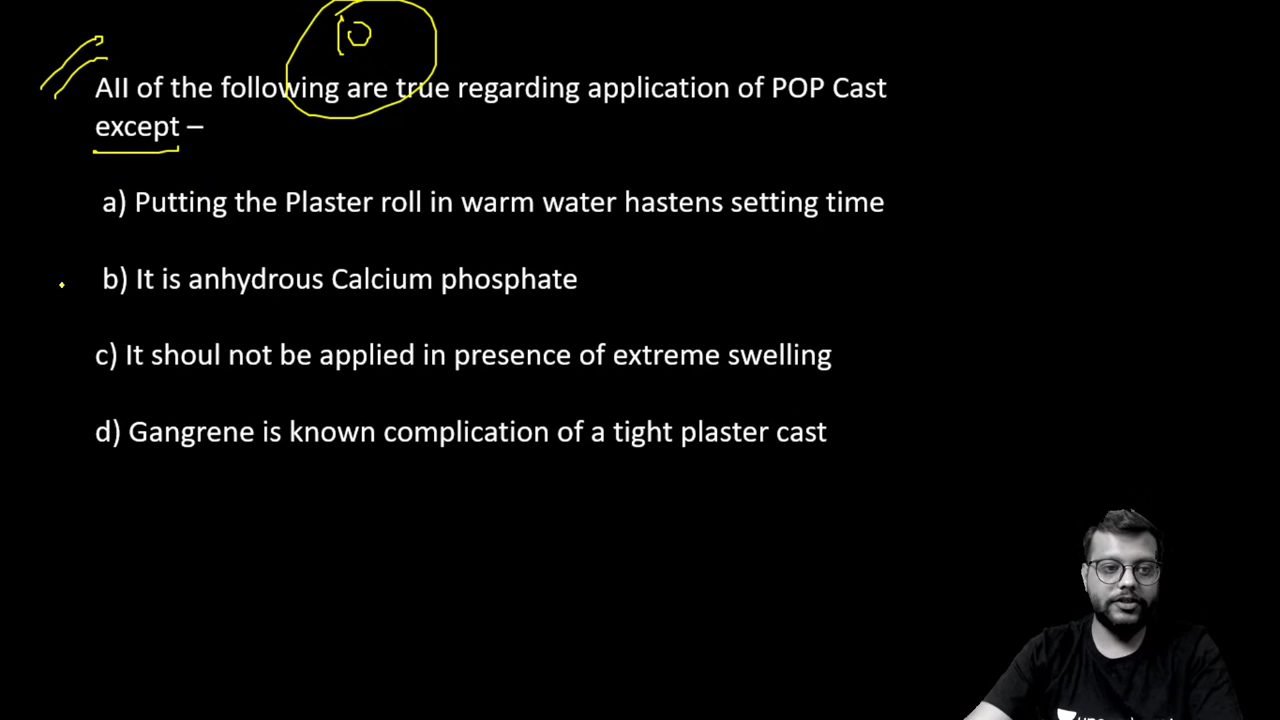 10
All of the following are true regarding application of POP Cast
except –
a) Putting the Plaster roll in warm water hastens setting time
b) It is anhydrous Calcium phosphate
c) It shoul not be applied in presence of extreme swelling
d) Gangrene is known complication of a tight plaster cast